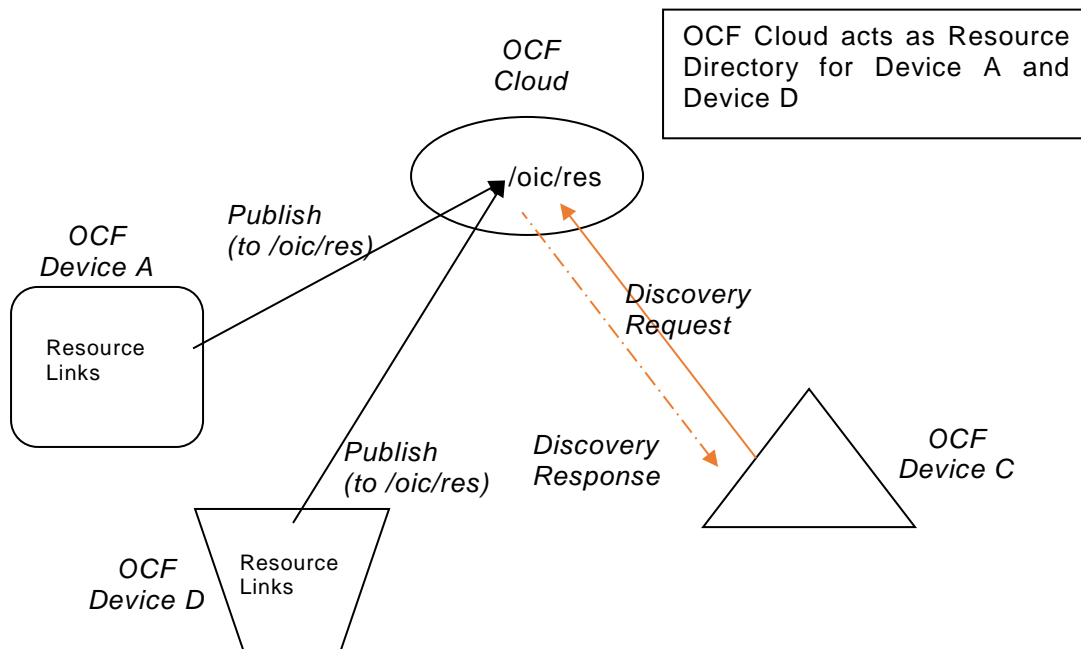 OCF
Cloud
OCF Cloud acts as Resource
Directory for Device A and
Device D
/oic/res
Publish
(to /oic/res)
OCF
Device A
Resource
Links
Discovery
Request
Publish
(to /oic/res)
Discovery
Response
OCF
Device C
OCF
Device D
Resource
Links